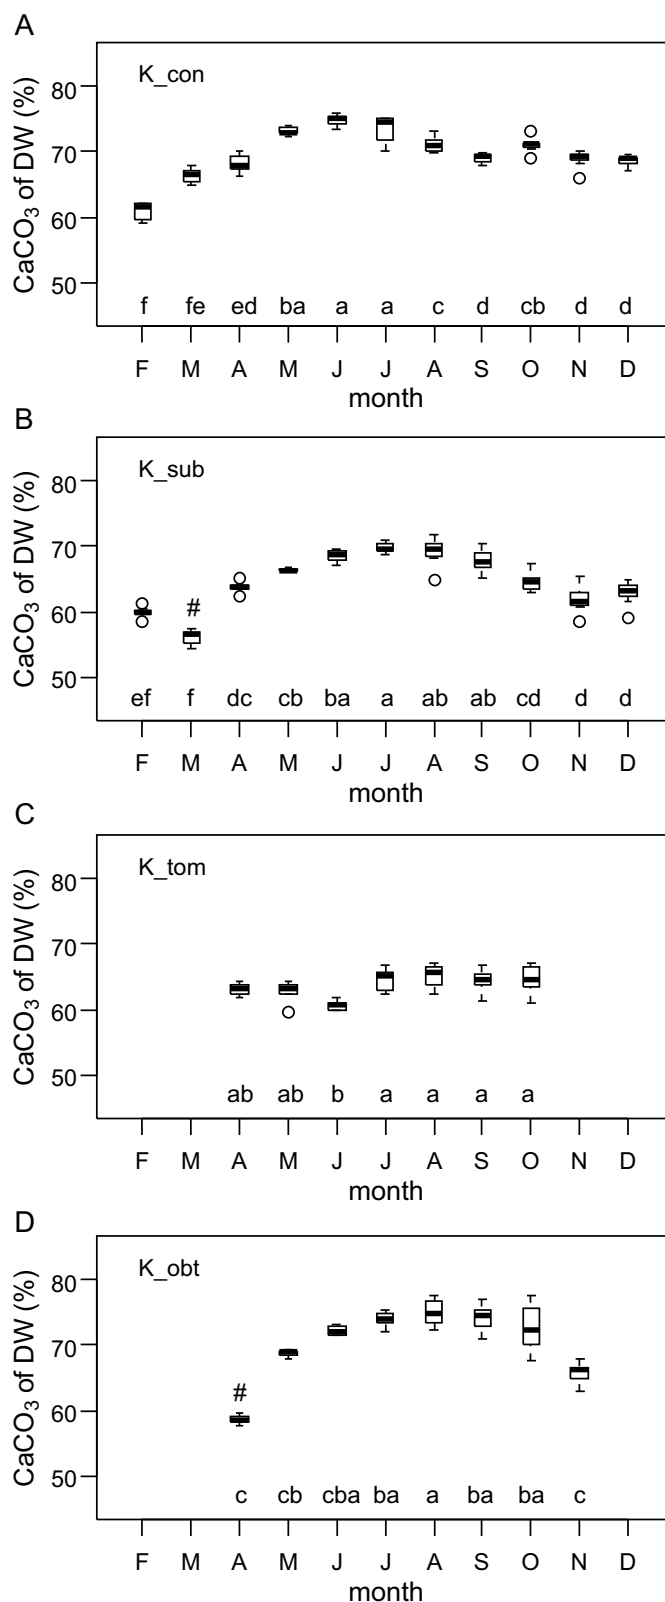 A
K_con
CaCO₃ of DW (%)
80
70
60
50
f fe ed ba a a c d cb d d
F M A M J J A S O N D
month
B
K_sub
CaCO₃ of DW (%)
80
70
60
50
#
ef f dc cb ba a ab ab cd d d
F M A M J J A S O N D
month
C
K_tom
CaCO₃ of DW (%)
80
70
60
50
ab ab b a a a a
F M A M J J A S O N D
month
D
K_obt
CaCO₃ of DW (%)
80
70
60
50
#
c cb cba ba a ba ba c
F M A M J J A S O N D
month